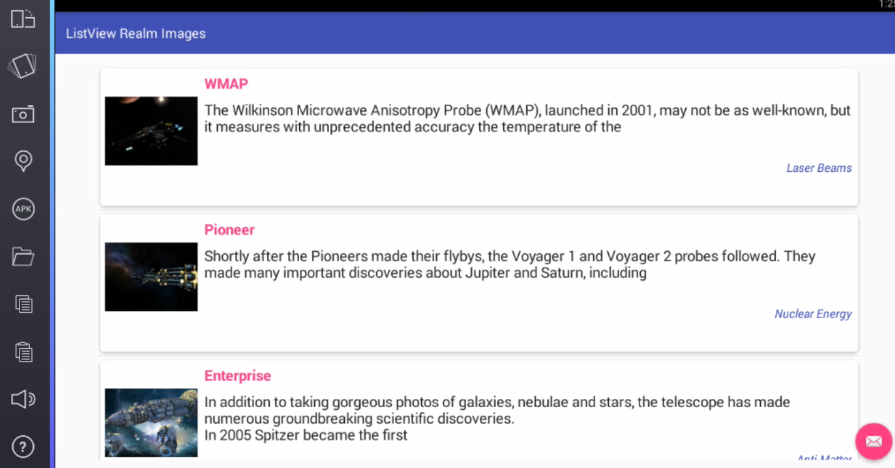 1:25
ListView Realm Images
WMAP
The Wilkinson Microwave Anisotropy Probe (WMAP), launched in 2001, may not be as well-known, but
it measures with unprecedented accuracy the temperature of the
Laser Beams
APK
Pioneer
Shortly after the Pioneers made their flybys, the Voyager 1 and Voyager 2 probes followed. They
made many important discoveries about Jupiter and Saturn, including
Nuclear Energy
Enterprise
In addition to taking gorgeous photos of galaxies, nebulae and stars, the telescope has made
numerous groundbreaking scientific discoveries.
In 2005 Spitzer became the first
Anti-Matter